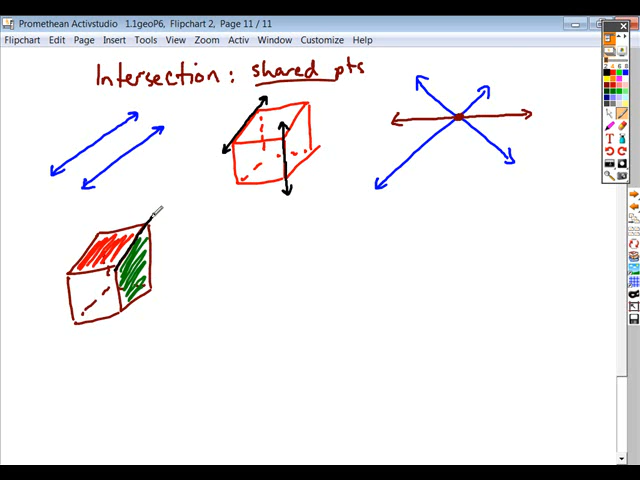 Promethean Activstudio 1.1geoP6, Flipchart 2, Page 11 / 11
Flipchart Edit Page Insert Tools View Activ Window Customize Help
Intersection: shared pts